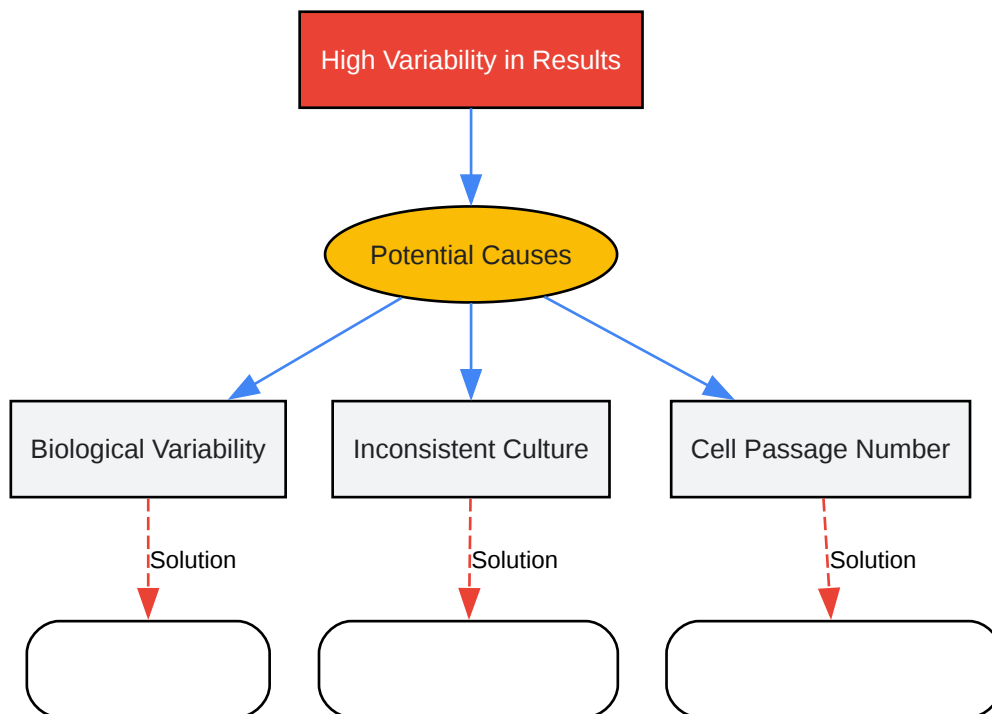 High Variability in Results
Potential Causes
Biological Variability
Inconsistent Culture
Cell Passage Number
Solution
Solution
Solution